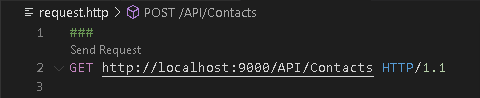 request.http > POST /API/Contacts
1 ###
Send Request
2 GET http://localhost:9000/API/Contacts HTTP/1.1
3